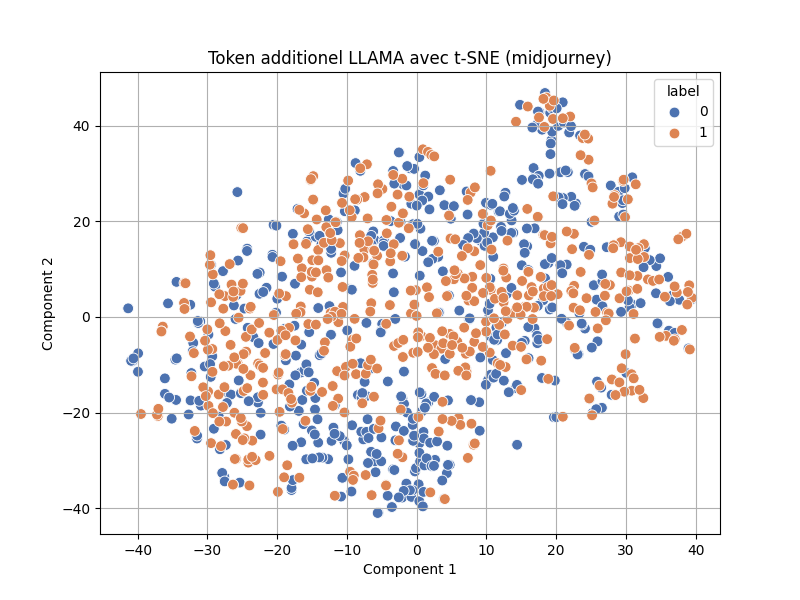 Token additionel LLAMA avec t-SNE (midjourney)
label
0
1
40
20
0
−20
−40
Component 2
−40 −30 −20 −10 0 10 20 30 40
Component 1